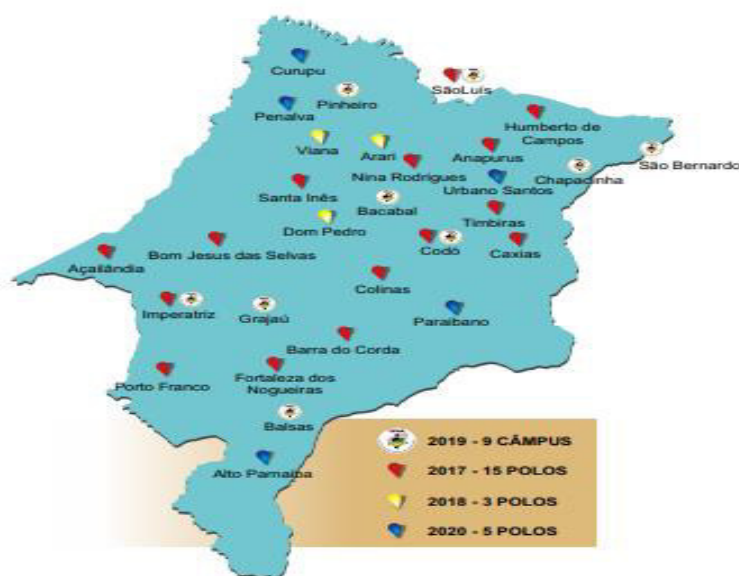 Curupu
Pinheiro
SãoLuís
Penalva
Humberto de
Campos
Viana
Arari
Anapurus
São Bernardo
Nina Rodrigues
Chapadinha
Urbano Santos
Santa Inês
Bacabal
Timbiras
Dom Pedro
Codó
Caxias
Açailândia
Bom Jesus das Selvas
Colinas
Imperatriz
Grajaú
Paraibano
Barra do Corda
Porto Franco
Fortaleza dos
Nogueiras
Balsas
Alto Parnaíba
2019 - 9 CÂMPUS
2017 - 15 POLOS
2018 - 3 POLOS
2020 - 5 POLOS